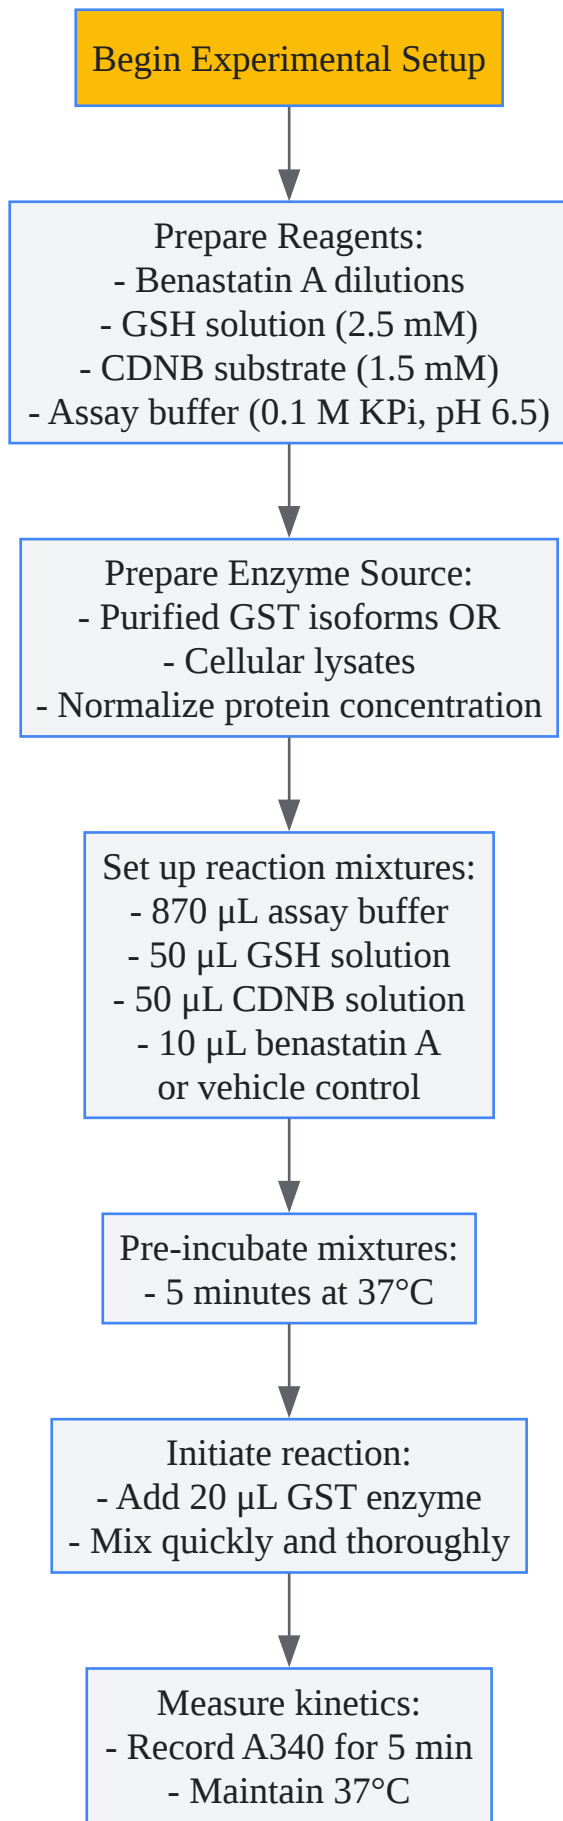 Begin Experimental Setup
Prepare Reagents:
- Benastatin A dilutions
- GSH solution (2.5 mM)
- CDNB substrate (1.5 mM)
- Assay buffer (0.1 M KPi, pH 6.5)
Prepare Enzyme Source:
- Purified GST isoforms OR
- Cellular lysates
- Normalize protein concentration
Set up reaction mixtures:
- 870 μL assay buffer
- 50 μL GSH solution
- 50 μL CDNB solution
- 10 μL benastatin A
or vehicle control
Pre-incubate mixtures:
- 5 minutes at 37°C
Initiate reaction:
- Add 20 μL GST enzyme
- Mix quickly and thoroughly
Measure kinetics:
- Record A340 for 5 min
- Maintain 37°C